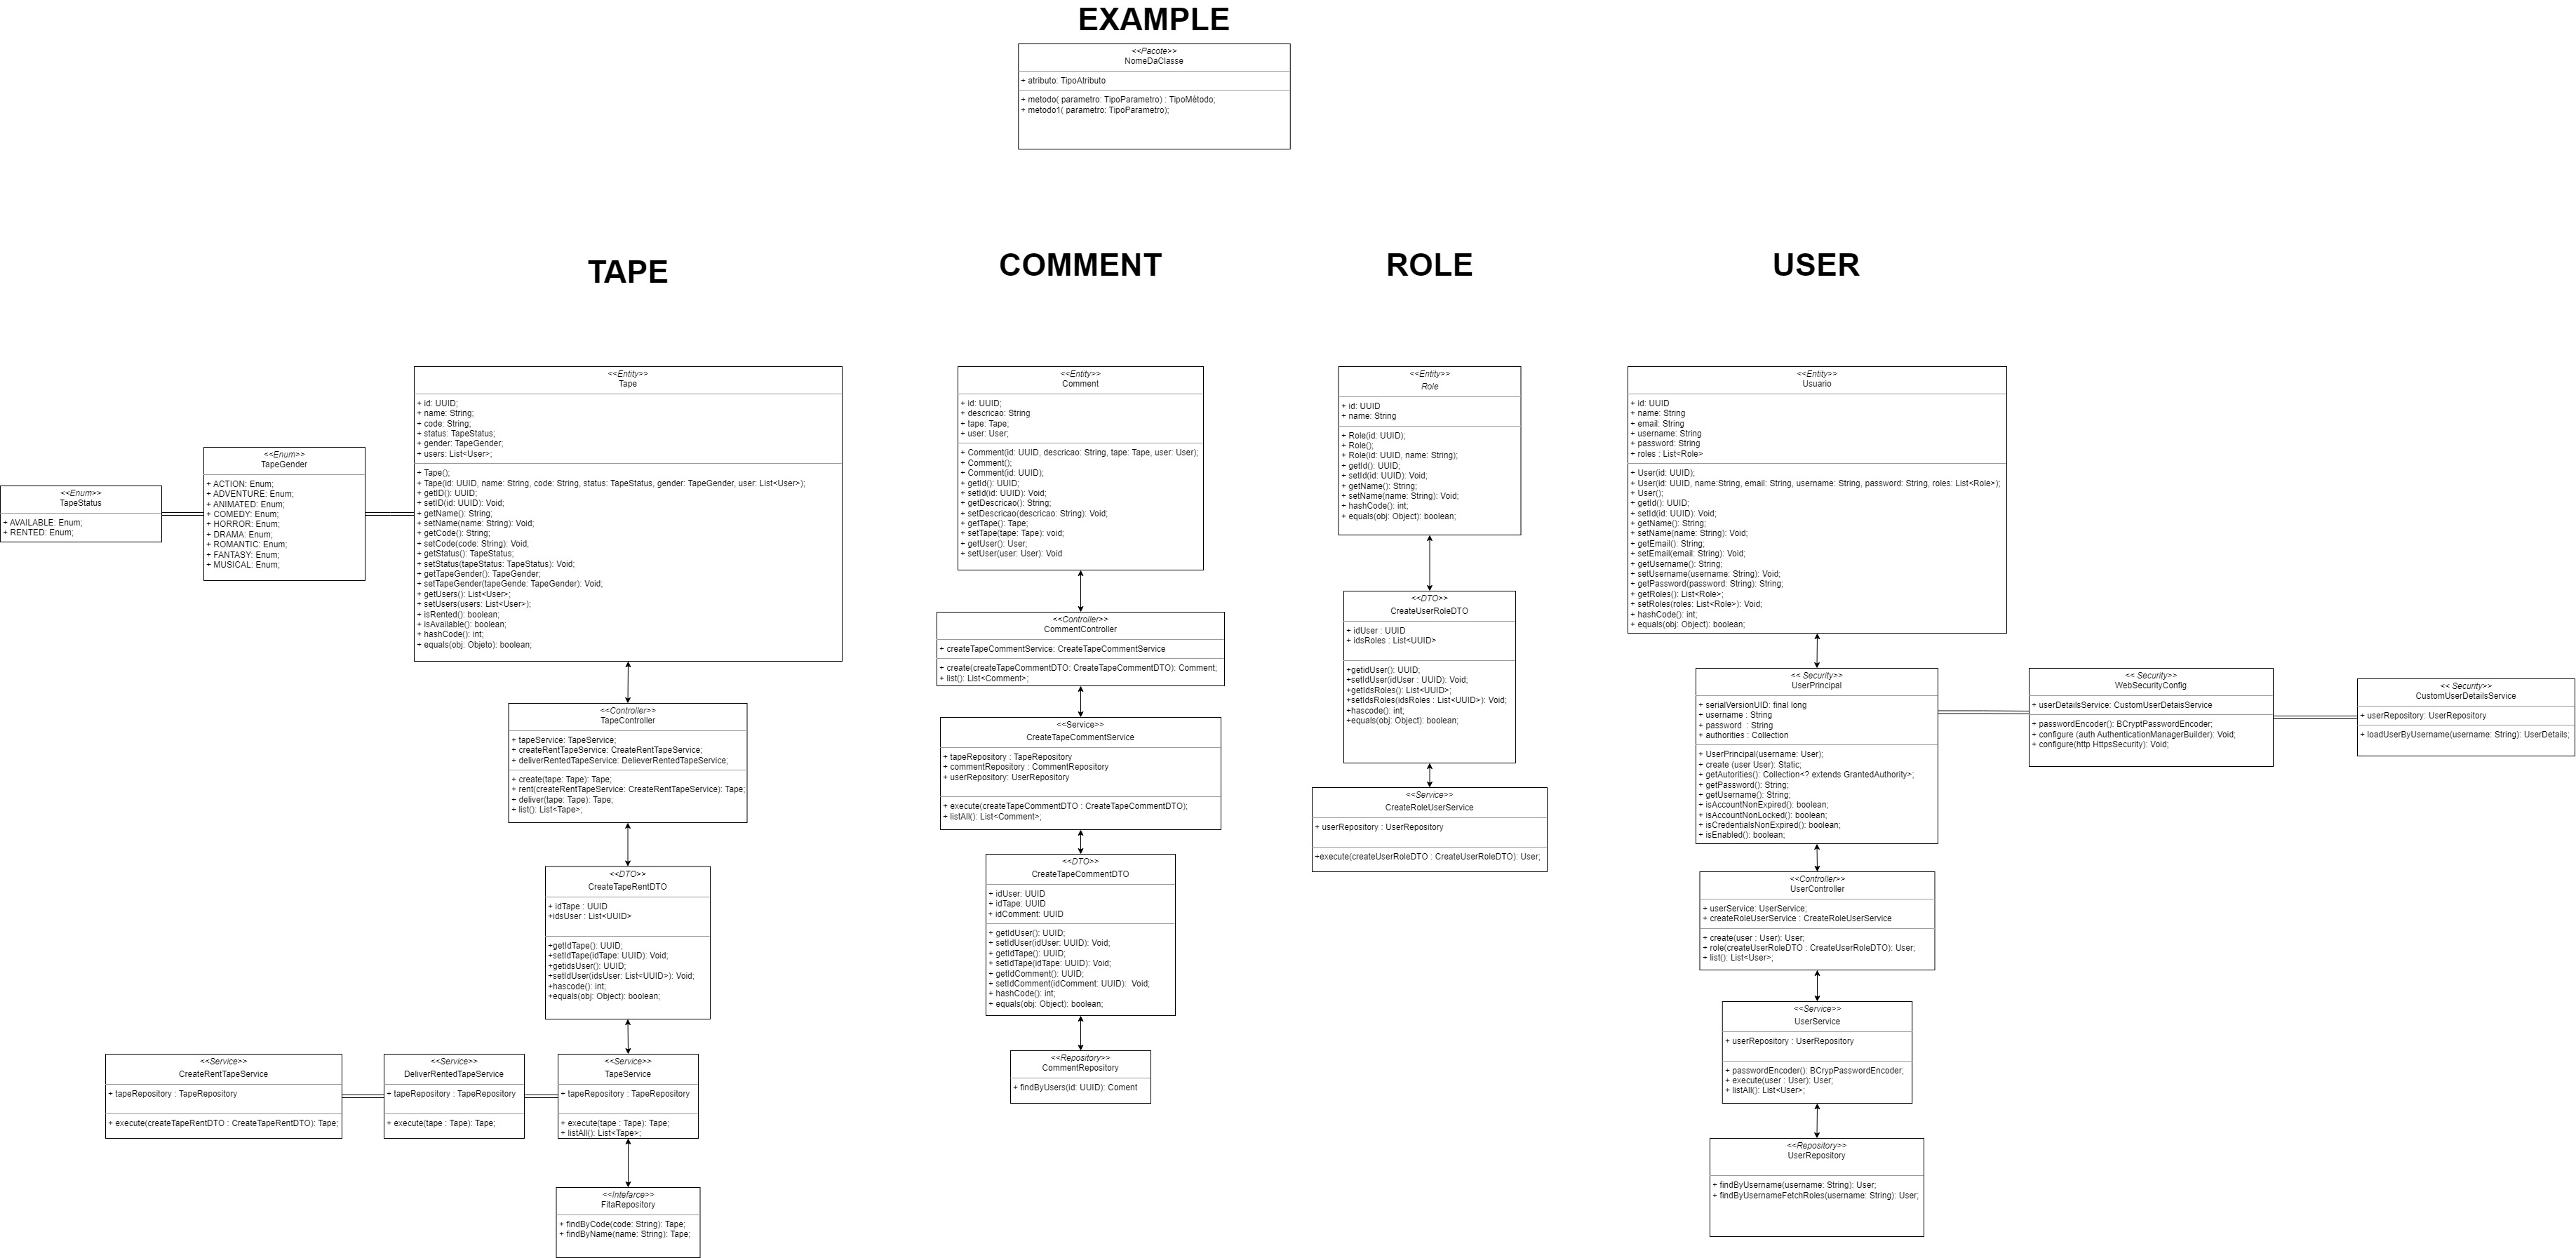 EXAMPLE
<<Pacote>>
NomeDaClasse
+ atributo: TipoAtributo
+ metodo( parametro: TipoParametro) : TipoMétodo;
+ metodo1( parametro: TipoParametro);
TAPE
COMMENT
ROLE
USER
<<Enum>>
TapeStatus
+ AVAILABLE: Enum;
+ RENTED: Enum;
<<Enum>>
TapeGender
+ ACTION: Enum;
+ ADVENTURE: Enum;
+ ANIMATED: Enum;
+ COMEDY: Enum;
+ HORROR: Enum;
+ DRAMA: Enum;
+ ROMANTIC: Enum;
+ FANTASY: Enum;
+ MUSICAL: Enum;
<<Entity>>
Tape
+ id: UUID;
+ name: String;
+ code: String;
+ status: TapeStatus;
+ gender: TapeGender;
+ users: List<User>;
+ Tape();
+ Tape(id: UUID, name: String, code: String, status: TapeStatus, gender: TapeGender, user: List<User>);
+ getID(): UUID;
+ setID(id: UUID): Void;
+ getName(): String;
+ setName(name: String): Void;
+ getCode(): String;
+ setCode(code: String): Void;
+ getStatus(): TapeStatus;
+ setStatus(tapeStatus: TapeStatus): Void;
+ getTapeGender(): TapeGender;
+ setTapeGender(tapeGende: TapeGender): Void;
+ getUsers(): List<User>;
+ setUsers(users: List<User>);
+ isRented(): boolean;
+ isAvailable(): boolean;
+ hashCode(): int;
+ equals(obj: Objeto): boolean;
<<Controller>>
TapeController
+ tapeService: TapeService;
+ createRentTapeService: CreateRentTapeService;
+ deliverRentedTapeService: DelieverRentedTapeService;
+ create(tape: Tape): Tape;
+ rent(createRentTapeService: CreateRentTapeService): Tape;
+ deliver(tape: Tape): Tape;
+ list(): List<Tape>;
<<DTO>>
CreateTapeRentDTO
+ idTape : UUID
+idsUser : List<UUID>
+getIdTape(): UUID;
+setIdTape(idTape: UUID): Void;
+getidsUser(): UUID;
+setIdUser(idsUser: List<UUID>): Void;
+hascode(): int;
+equals(obj: Object): boolean;
<<Service>>
CreateRentTapeService
+ tapeRepository : TapeRepository
+ execute(createTapeRentDTO : CreateTapeRentDTO): Tape;
<<Service>>
DeliverRentedTapeService
+ tapeRepository : TapeRepository
+ execute(tape : Tape): Tape;
<<Service>>
TapeService
+ tapeRepository : TapeRepository
+ execute(tape : Tape): Tape;
+ listAll(): List<Tape>;
<<Intefarce>>
FitaRepository
+ findByCode(code: String): Tape;
+ findByName(name: String): Tape;
<<Entity>>
Comment
+ id: UUID;
+ descricao: String
+ tape: Tape;
+ user: User;
+ Comment(id: UUID, descricao: String, tape: Tape, user: User);
+ Comment();
+ Comment(id: UUID);
+ getId(): UUID;
+ setId(id: UUID): Void;
+ getDescricao(): String;
+ setDescricao(descricao: String): Void;
+ getTape(): Tape;
+ setTape(tape: Tape): void;
+ getUser(): User;
+ setUser(user: User): Void
<<Controller>>
CommentController
+ createTapeCommentService: CreateTapeCommentService
+ create(createTapeCommentDTO: CreateTapeCommentDTO): Comment;
+ list(): List<Comment>;
<<Service>>
CreateTapeCommentService
+ tapeRepository : TapeRepository
+ commentRepository : CommentRepository
+ userRepository: UserRepository
+ execute(createTapeCommentDTO : CreateTapeCommentDTO);
+ listAll(): List<Comment>;
<<DTO>>
CreateTapeCommentDTO
+ idUser: UUID
+ idTape: UUID
+ idComment: UUID
+ getIdUser(): UUID;
+ setIdUser(idUser: UUID): Void;
+ getIdTape(): UUID;
+ setIdTape(idTape: UUID): Void;
+ getIdComment(): UUID;
+ setIdComment(idComment: UUID): Void;
+ hashCode(): int;
+ equals(obj: Object): boolean;
<<Repository>>
CommentRepository
+ findByUsers(id: UUID): Coment
<<Entity>>
Role
+ id: UUID
+ name: String
+ Role(id: UUID);
+ Role();
+ Role(id: UUID, name: String);
+ getId(): UUID;
+ setId(id: UUID): Void;
+ getName(): String;
+ setName(name: String): Void;
+ hashCode(): int;
+ equals(obj: Object): boolean;
<<DTO>>
CreateUserRoleDTO
+ idUser : UUID
+ idsRoles : List<UUID>
+getidUser(): UUID;
+setIdUser(idUser : UUID): Void;
+getIdsRoles(): List<UUID>;
+setIdsRoles(idsRoles : List<UUID>): Void;
+hascode(): int;
+equals(obj: Object): boolean;
<<Service>>
CreateRoleUserService
+ userRepository : UserRepository
+execute(createUserRoleDTO : CreateUserRoleDTO): User;
<<Entity>>
Usuario
+ id: UUID
+ name: String
+ email: String
+ username: String
+ password: String
+ roles : List<Role>
+ User(id: UUID);
+ User(id: UUID, name:String, email: String, username: String, password: String, roles: List<Role>);
+ User();
+ getId(): UUID;
+ setId(id: UUID): Void;
+ getName(): String;
+ setName(name: String): Void;
+ getEmail(): String;
+ setEmail(email: String): Void;
+ getUsername(): String;
+ setUsername(username: String): Void;
+ getPassword(password: String): String;
+ getRoles(): List<Role>;
+ setRoles(roles: List<Role>): Void;
+ hashCode(): int;
+ equals(obj: Object): boolean;
<< Security>>
UserPrincipal
+ serialVersionUID: final long
+ username : String
+ password : String
+ authorities : Collection
+ UserPrincipal(username: User);
+ create (user User): Static;
+ getAutorities(): Collection<? extends GrantedAuthority>;
+ getPassword(): String;
+ getUsername(): String;
+ isAccountNonExpired(): boolean;
+ isAccountNonLocked(): boolean;
+ isCredentialsNonExpired(): boolean;
+ isEnabled(): boolean;
<< Security>>
WebSecurityConfig
+ userDetailsService: CustomUserDetaisService
+ passwordEncoder(): BCryptPasswordEncoder;
+ configure (auth AuthenticationManagerBuilder): Void;
+ configure(http HttpsSecurity): Void;
<< Security>>
CustomUserDetailsService
+ userRepository: UserRepository
+ loadUserByUsername(username: String): UserDetails;
<<Controller>>
UserController
+ userService: UserService;
+ createRoleUserService : CreateRoleUserService
+ create(user : User): User;
+ role(createUserRoleDTO : CreateUserRoleDTO): User;
+ list(): List<User>;
<<Service>>
UserService
+ userRepository : UserRepository
+ passwordEncoder(): BCrypPasswordEncoder;
+ execute(user : User): User;
+ listAll(): List<User>;
<<Repository>>
UserRepository
+ findByUsername(username: String): User;
+ findByUsernameFetchRoles(username: String): User;